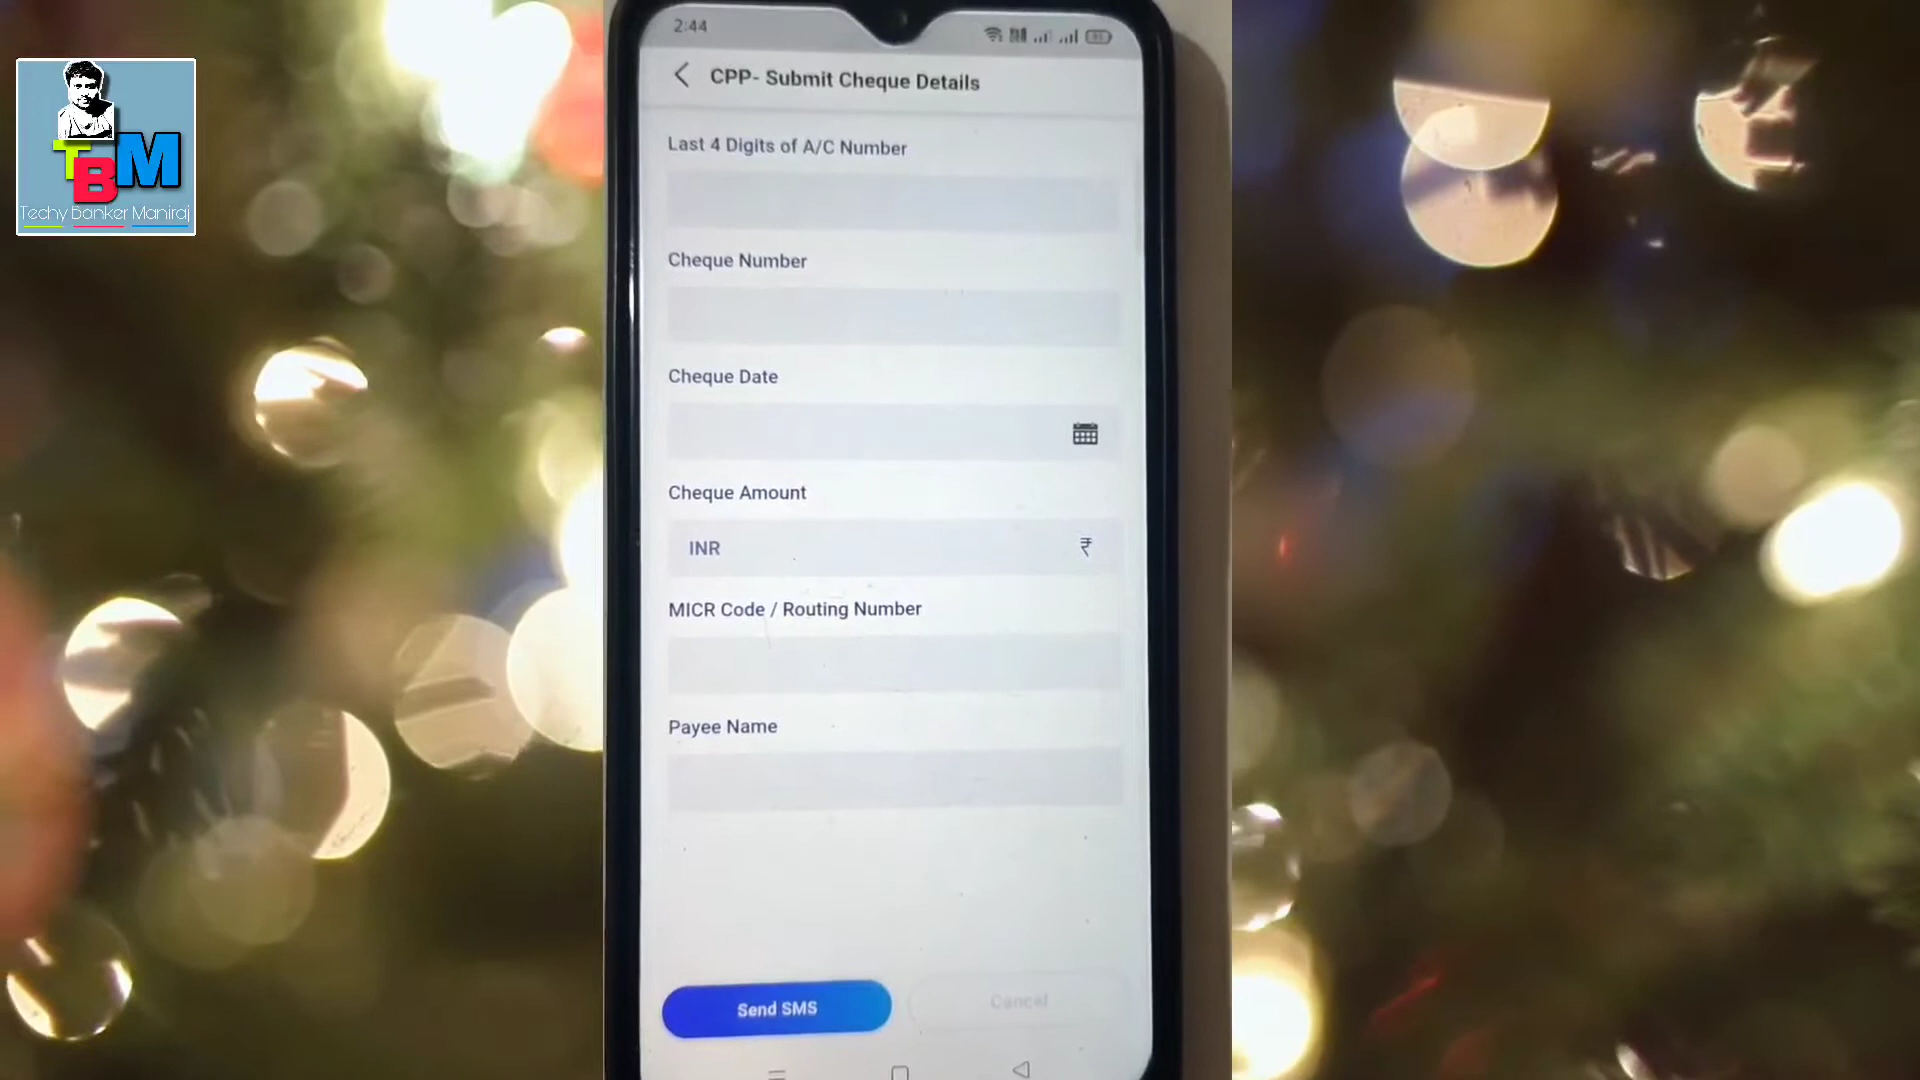 2:44
CPP- Submit Cheque Details
Last 4 Digits of A/C Number
Cheque Number
Cheque Date
Cheque Amount
INR ₹
MICR Code / Routing Number
Payee Name
Send SMS Cancel
TBM
Techy Banker Maniraj